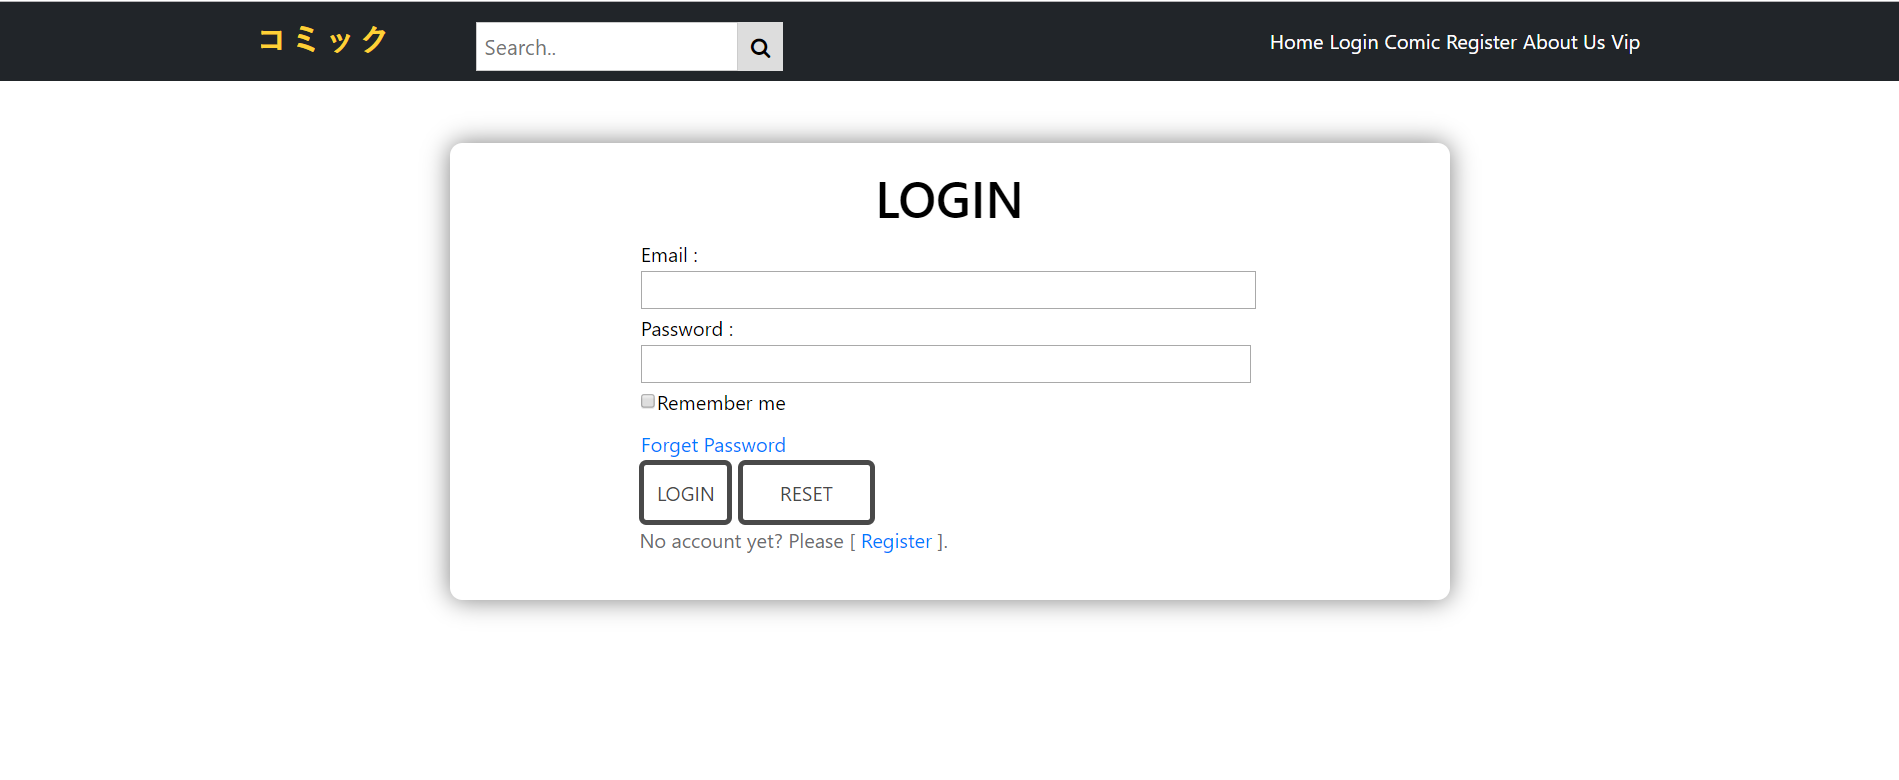 コミック
Search..
Home Login Comic Register About Us Vip
LOGIN
Email :
Password :
Remember me
Forget Password
LOGIN
RESET
No account yet? Please [ Register ].